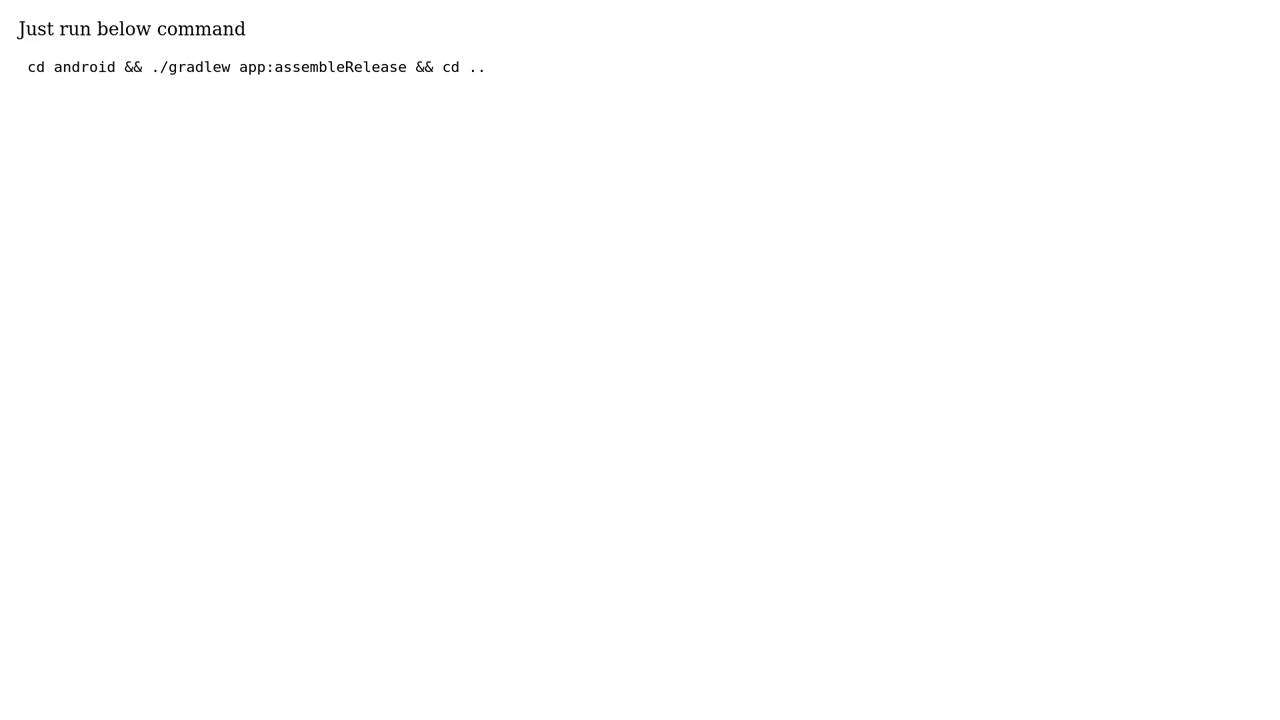 Just run below command
cd android && ./gradlew app:assembleRelease && cd ..